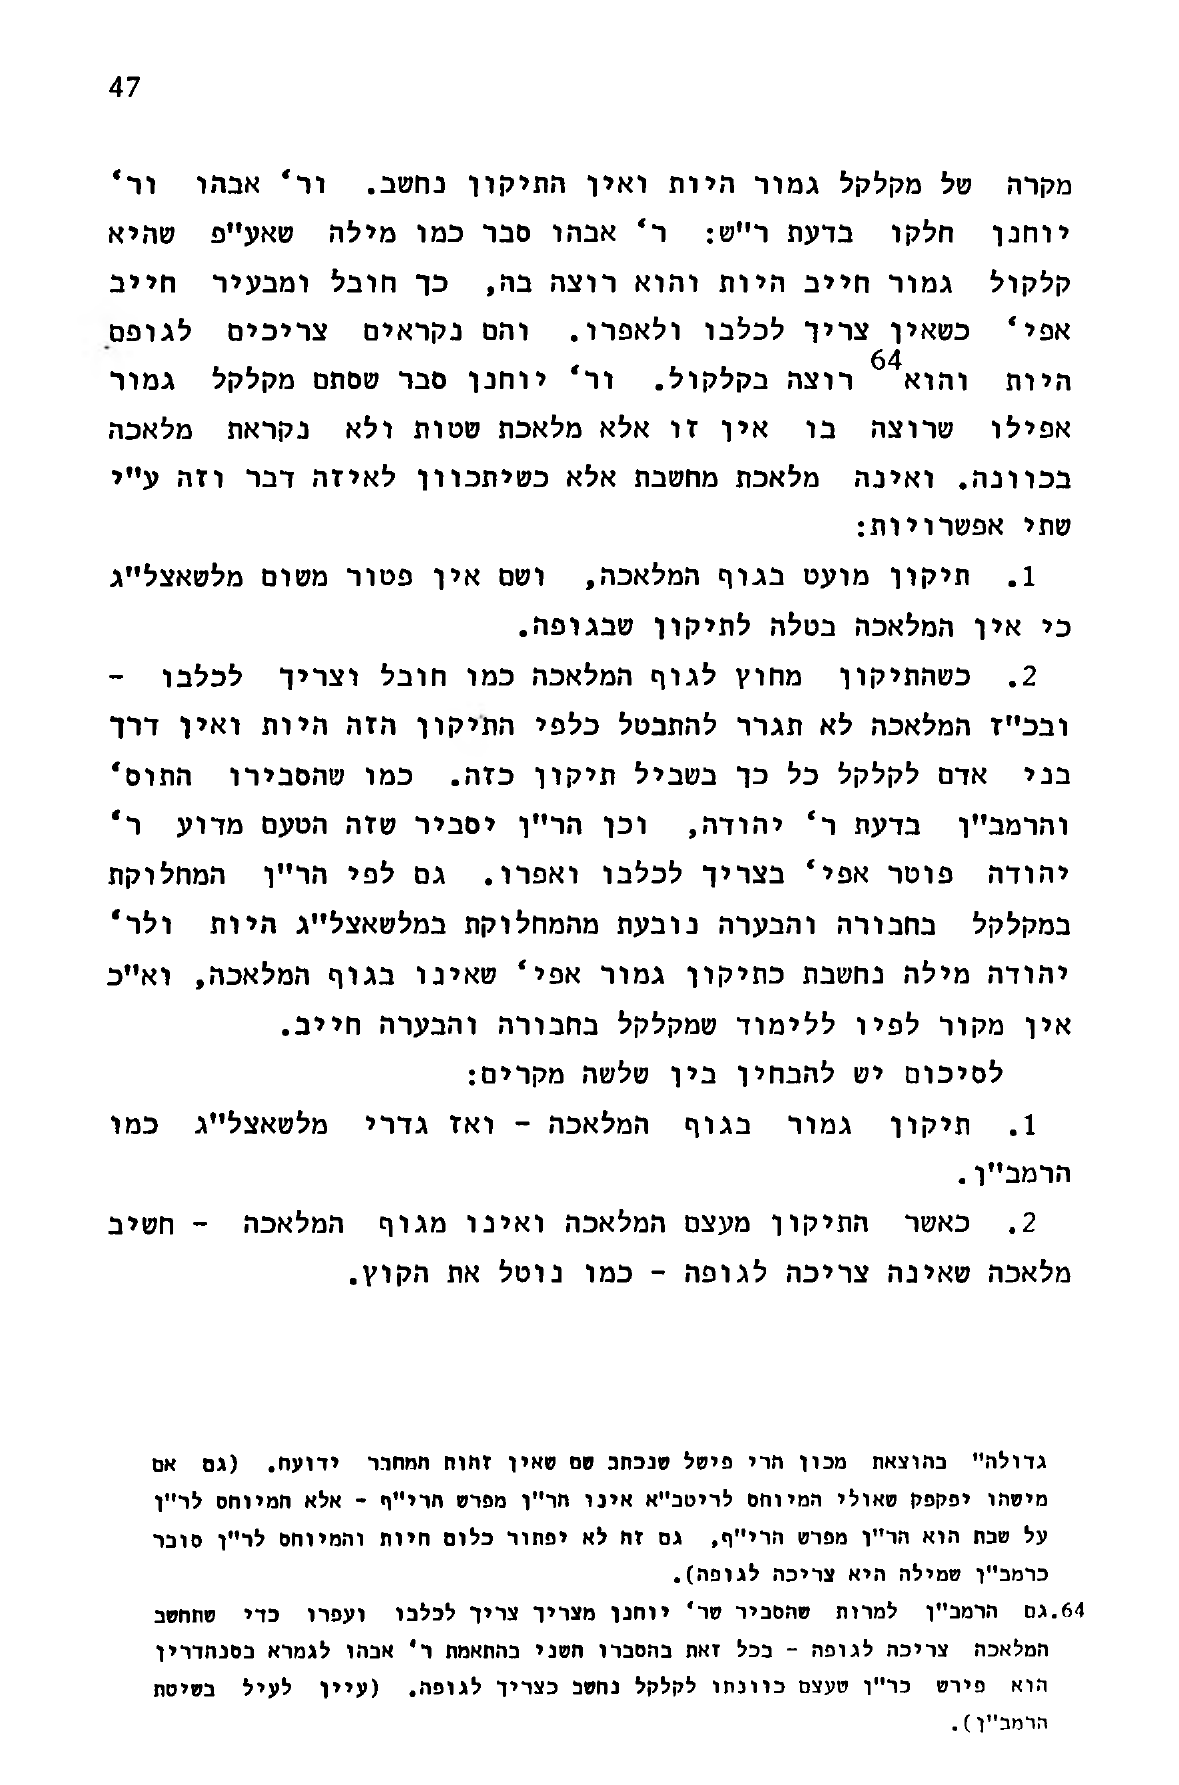 47
מקרה של מקלקל גמור היות ואין התיקון נחשב. ור' אבהו ור'
יוחנן חלקו בדעת ר"ש: ר' אבהו סבר כמו מילה שאע"פ שהיא
קלקול גמור חייב היות והוא רוצה בה, כך חובל ומבעיר חייב
אפי' כשאין צריך לכלבו ולאפרו. והם נקראים צריכים לגופם
היות והוא64 רוצה בקלקול. ור' יוחנן סבר שסתם מקלקל גמור
אפילו שרוצה בו אין זו אלא מלאכת שטות ולא נקראת מלאכה
בכוונה. ואינה מלאכת מחשבת אלא כשיתכוון לאיזה דבר וזה ע"י
שתי אפשרויות:
1. תיקון מועט בגוף המלאכה, ושם אין פטור משום מלשאצל"ג
כי אין המלאכה בטלה לתיקון שבגופה.
2. כשהתיקון מחוץ לגוף המלאכה כמו חובל וצריך לכלבו -
ובכ"ז המלאכה לא תגרר להתבטל כלפי התיקון הזה היות ואין דרך
בני אדם לקלקל כל כך בשביל תיקון כזה. כמו שהסבירו התוס'
והרמב"ן בדעת ר' יהודה, וכן הר"ן יסביר שזה הטעם מדוע ר'
יהודה פוטר אפי' בצריך לכלבו ואפרו. גם לפי הר"ן המחלוקת
במקלקל בחבורה והבערה נובעת מהמחלוקת במלשאצל"ג היות ולר'
יהודה מילה נחשבת כתיקון גמור אפי' שאינו בגוף המלאכה, וא"כ
אין מקור לפיו ללימוד שמקלקל בחבורה והבערה חייב.
לסיכום יש להבחין בין שלשה מקרים:
1. תיקון גמור בגוף המלאכה - ואז גדרי מלשאצל"ג כמו
הרמב"ן.
2. כאשר התיקון מעצם המלאכה ואינו מגוף המלאכה - חשיב
מלאכה שאינה צריכה לגופה - כמו נוטל את הקוץ.
גדולה" בהוצאת מכון הרי פישל שנכתב שם שאין זהות המחבר ידועה. (גם אם
מישהו יפקפק שאולי המיוחס לריטב"א אינו הר"ן מפרש הרי"ף - אלא המיוחס לר"ן
על שבת הוא הר"ן מפרש הרי"ף, גם זה לא יפתור כלום היות והמיוחס לר"ן סובר
כרמב"ן שמילה היא צריכה לגופה).
64.גם הרמב"ן למרות שהסביר שר' יוחנן מצריך צריך לכלבו ועפרו כדי שתחשב
המלאכה צריכה לגופה - בכל זאת בהסברו השני בהתאמת ר' אבהו לגמרא בסנהדרין
הוא פירש כר"ן שעצם כוונתו לקלקל נחשב כצריך לגופה. (עיין לעיל בשיטת
הרמב"ן).